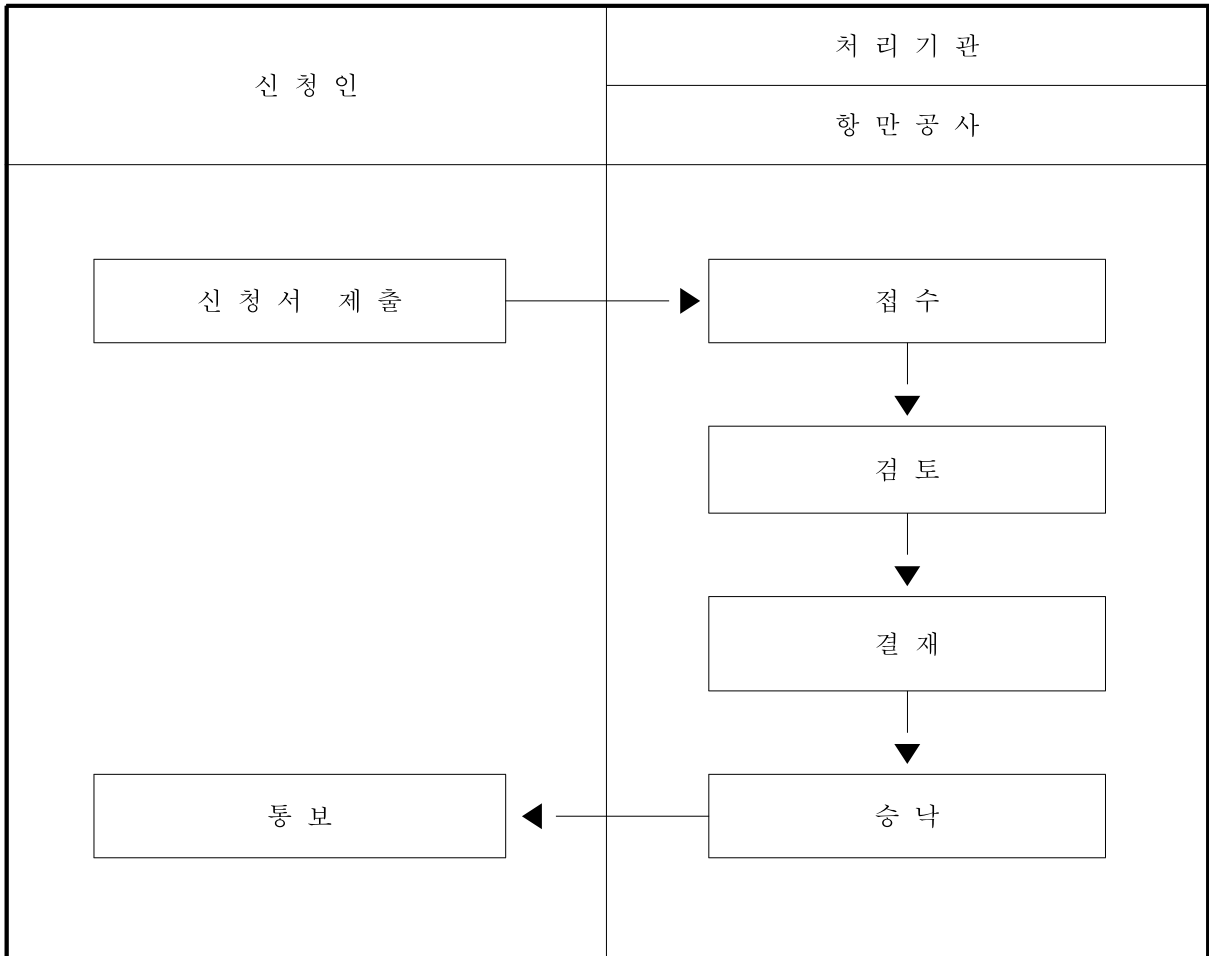 신 청 인
처 리 기 관
항 만 공 사
신 청 서 제 출
접 수
검 토
결 재
통 보
승 낙